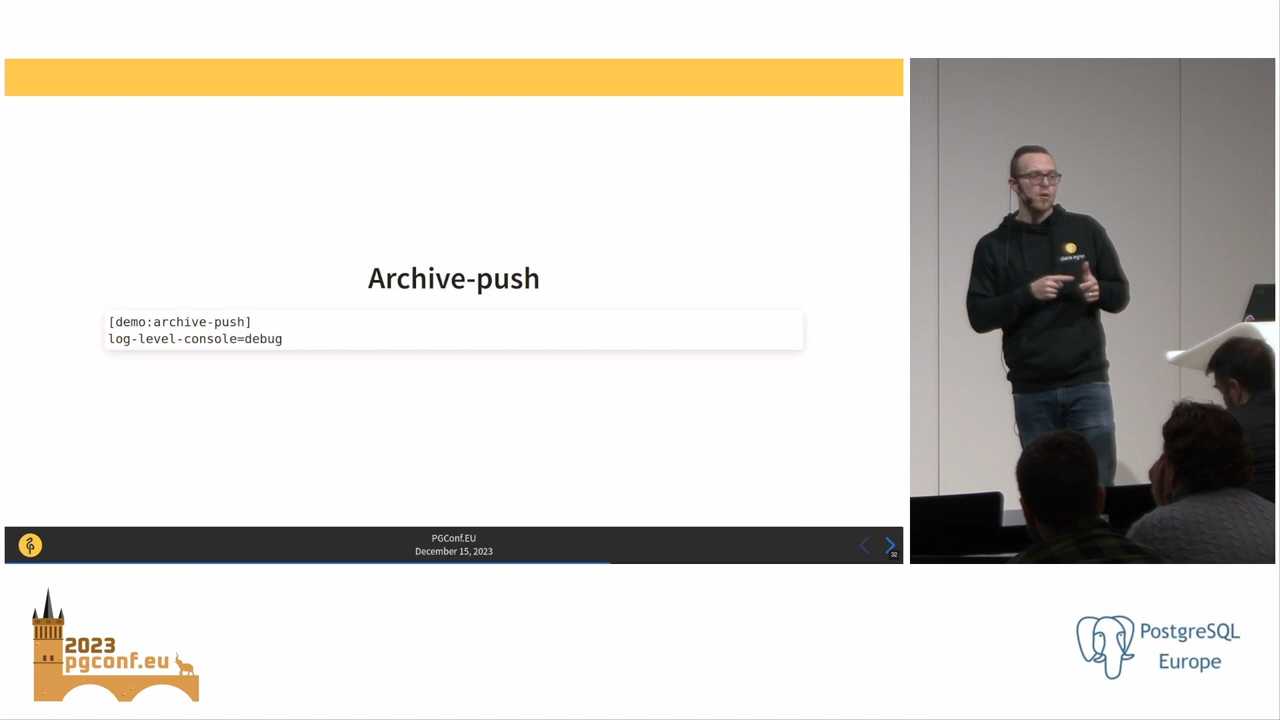 Archive-push
[demo:archive-push]
log-level-console=debug
PGConf.EU
December 15, 2023
32
2023
pgconf.eu
PostgreSQL
Europe